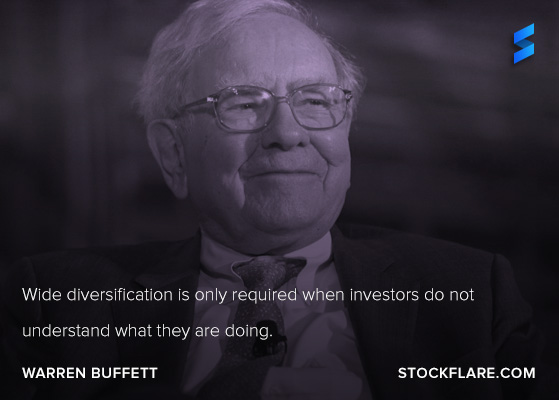 Wide diversification is only required when investors do not
understand what they are doing.
WARREN BUFFETT
STOCKFLARE.COM